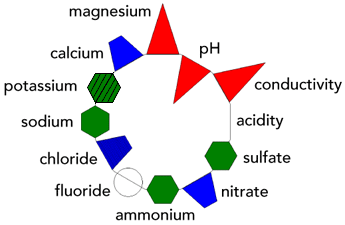 magnesium
pH
calcium
conductivity
potassium
acidity
sodium
sulfate
chloride
nitrate
fluoride
ammonium